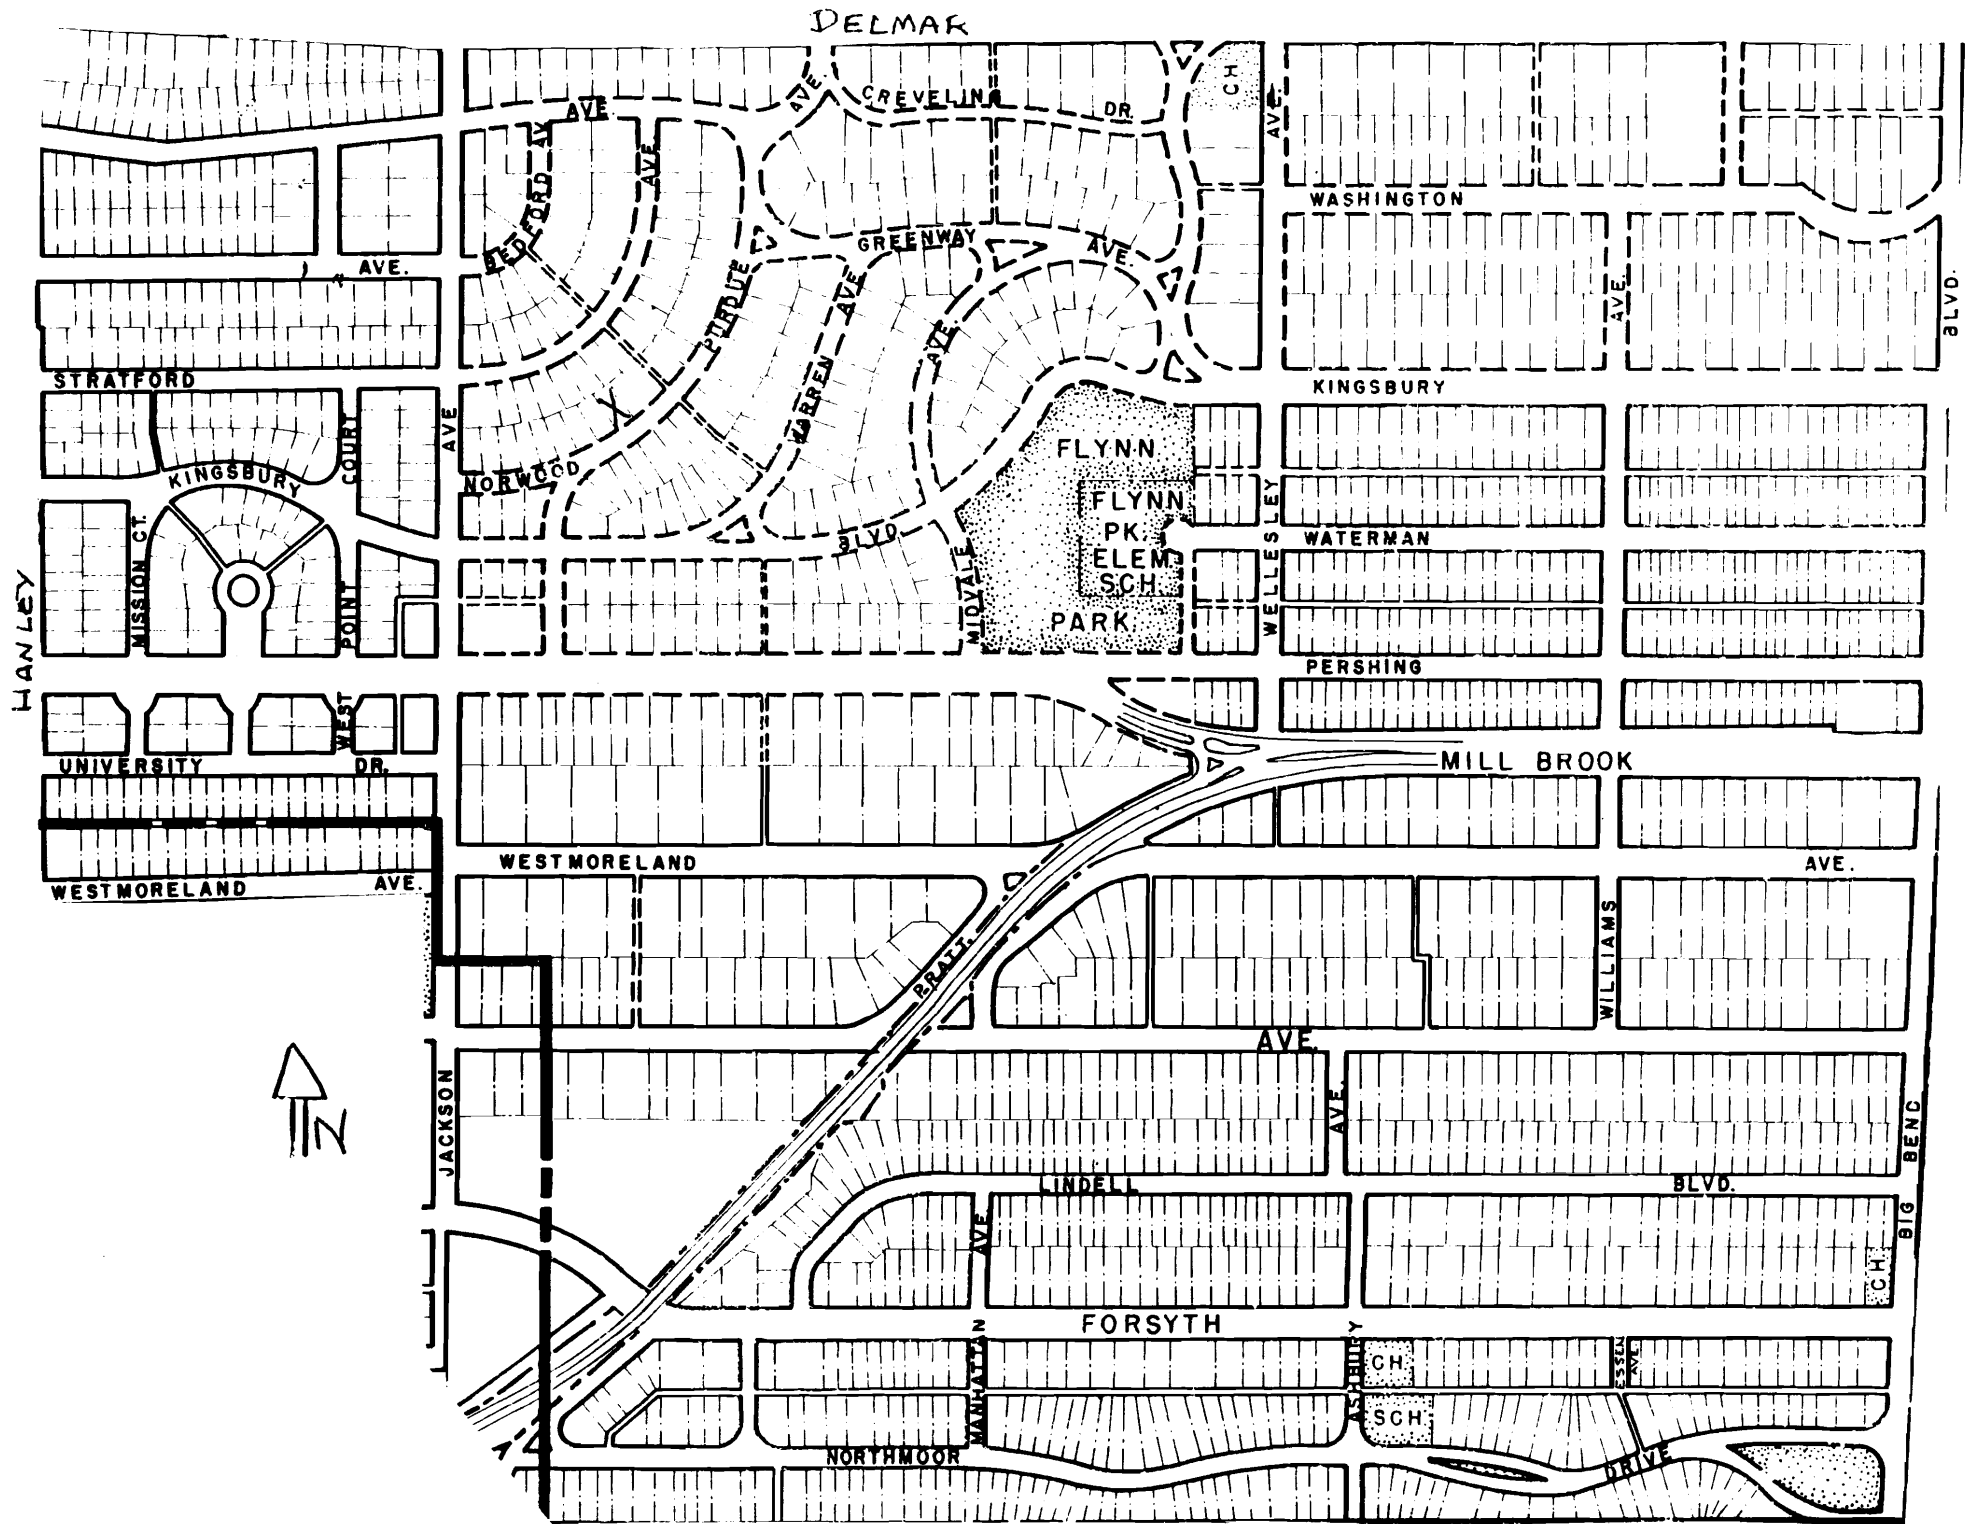 DELMAR
CH
AVE.
CREVELING
DR.
AVE.
AVE.
BEDFORD AV.
AVE.
WASHINGTON
GREENWAY
AVE.
AVE.
PURDUE
AVE.
AVE.
BLVD.
AVE.
STRATFORD
KINGSBURY
WARREN
COURT
AVE
X
FLYNN
KINGSBURY
NORWOOD
FLYNN
PK.
ELEM.
SCH.
PARK
WELLESLEY
WATERMAN
BLVD.
MIDVALE
HANLEY
MISSION CT.
POINT
WEST
PERSHING
UNIVERSITY
DR.
MILL BROOK
WESTMORELAND
AVE.
WESTMORELAND
AVE.
PRATT
WILLIAMS
AVE.
N
JACKSON
AVE.
BEND
LINDELL
BLVD.
AVE.
BIG
CH.
FORSYTH
MANHATTAN
ASHBURY
CH.
ESSEN
AVE.
SCH.
NORTHMOOR
DRIVE